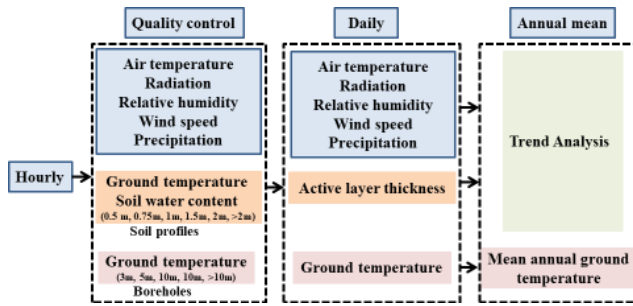 Quality control
Daily
Annual mean
Hourly
Air temperature
Radiation
Relative humidity
Wind speed
Precipitation
Ground temperature
Soil water content
(0.5 m, 0.75m, 1m, 1.5m, 2m, >2m)
Soil profiles
Ground temperature
(3m, 5m, 10m, 10m, >10m)
Boreholes
Air temperature
Radiation
Relative humidity
Wind speed
Precipitation
Active layer thickness
Ground temperature
Trend Analysis
Mean annual ground
temperature